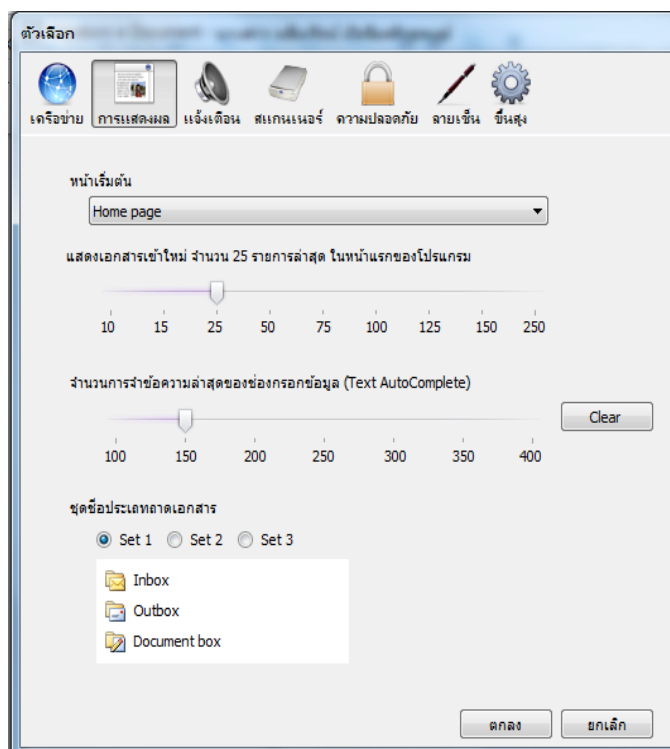 ตัวเลือก
เครือข่าย การแสดงผล แจ้งเตือน สแกนเนอร์ ความปลอดภัย ลายเซ็น ขั้นสูง
หน้าเริ่มต้น
Home page
แสดงเอกสารเข้าใหม่ จำนวน 25 รายการล่าสุด ในหน้าแรกของโปรแกรม
10 15 25 50 75 100 125 150 250
จำนวนการจำข้อความล่าสุดของช่องกรอกข้อมูล (Text AutoComplete)
Clear
100 150 200 250 300 350 400
ชุดชื่อประเภทถาดเอกสาร
Set 1 Set 2 Set 3
Inbox
Outbox
Document box
ตกลง ยกเลิก